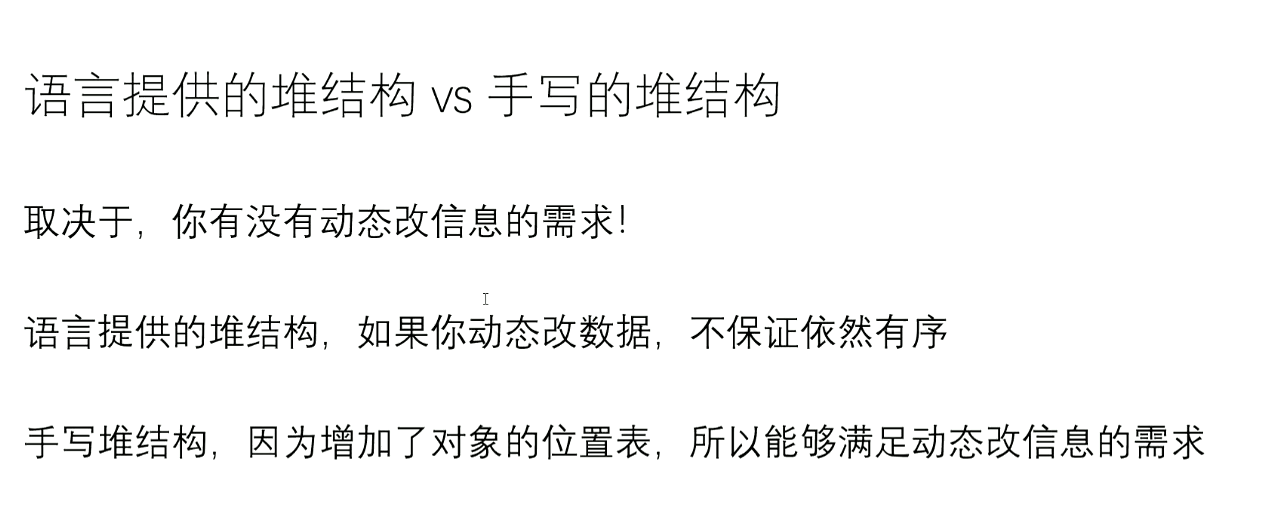 语言提供的堆结构 vs 手写的堆结构
取决于，你有没有动态改信息的需求！
语言提供的堆结构，如果你动态改数据，不保证依然有序
手写堆结构，因为增加了对象的位置表，所以能够满足动态改信息的需求